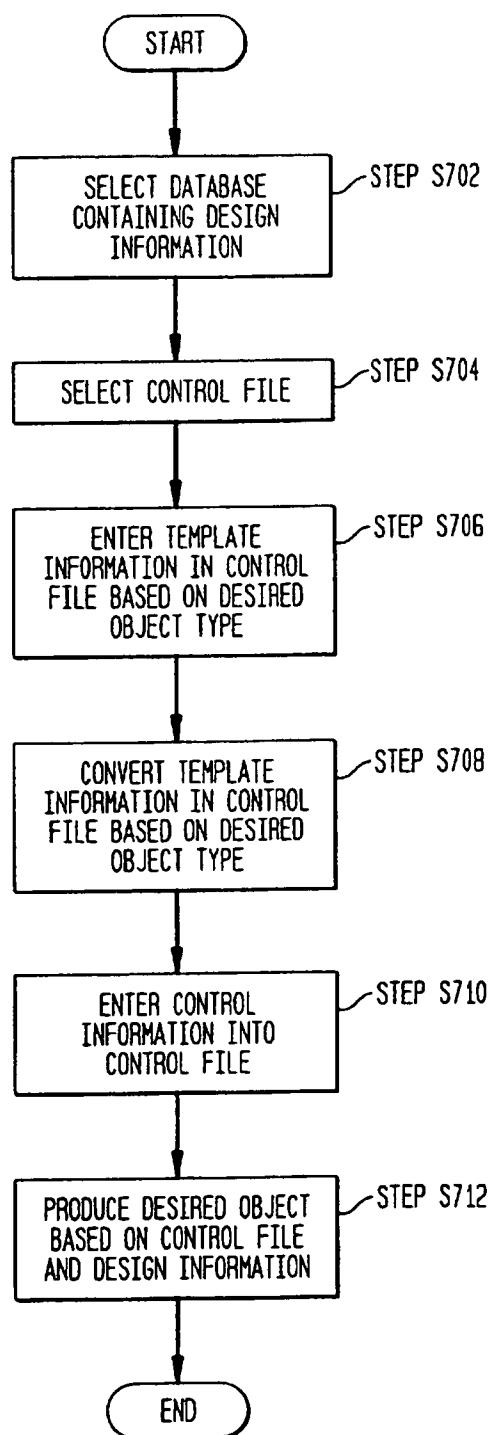 START
SELECT DATABASE
CONTAINING DESIGN
INFORMATION
STEP S702
SELECT CONTROL FILE
STEP S704
ENTER TEMPLATE
INFORMATION IN CONTROL
FILE BASED ON DESIRED
OBJECT TYPE
STEP S706
CONVERT TEMPLATE
INFORMATION IN CONTROL
FILE BASED ON DESIRED
OBJECT TYPE
STEP S708
ENTER CONTROL
INFORMATION INTO
CONTROL FILE
STEP S710
PRODUCE DESIRED OBJECT
BASED ON CONTROL FILE
AND DESIGN INFORMATION
STEP S712
END